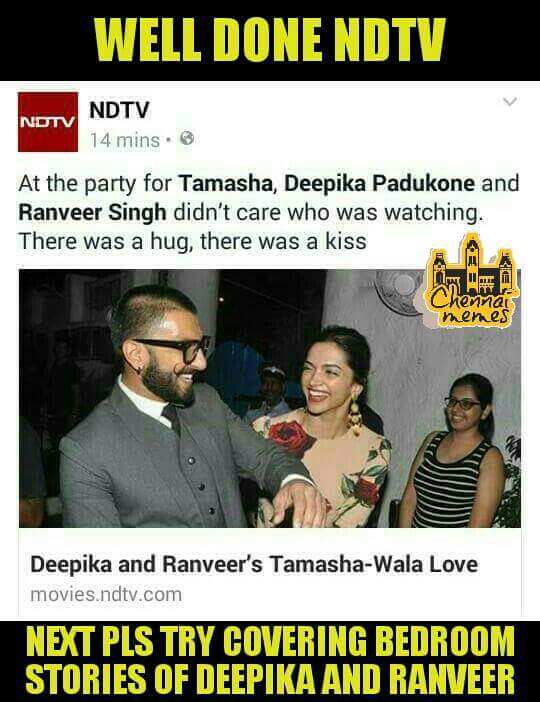 WELL DONE NDTV
NDTV
NDTV
14 mins •
At the party for Tamasha, Deepika Padukone and
Ranveer Singh didn't care who was watching.
There was a hug, there was a kiss
Chennai
memes
Deepika and Ranveer's Tamasha-Wala Love
movies.ndtv.com
NEXT PLS TRY COVERING BEDROOM
STORIES OF DEEPIKA AND RANVEER